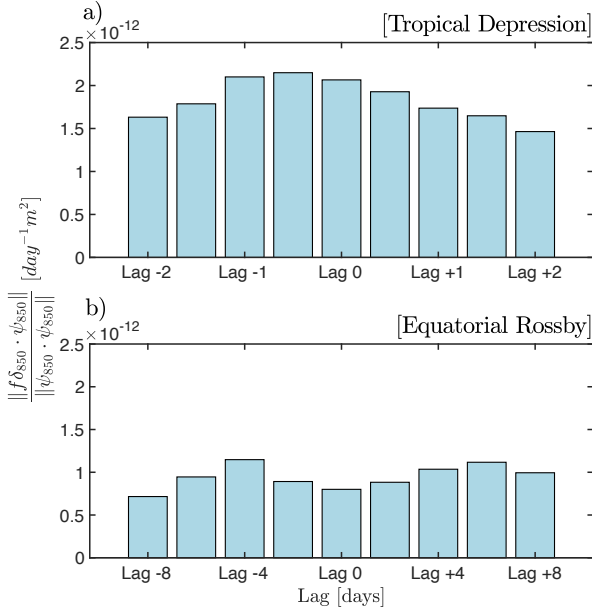 a)
×10-12
[Tropical Depression]
2.5
2
1.5
1
0.5
0
Lag -2
Lag -1
Lag 0
Lag +1
Lag +2
||fδ850 · ψ850||
||ψ850 · ψ850||
[day−1m2]
b)
×10-12
[Equatorial Rossby]
2.5
2
1.5
1
0.5
0
Lag -8
Lag -4
Lag 0
Lag +4
Lag +8
Lag [days]